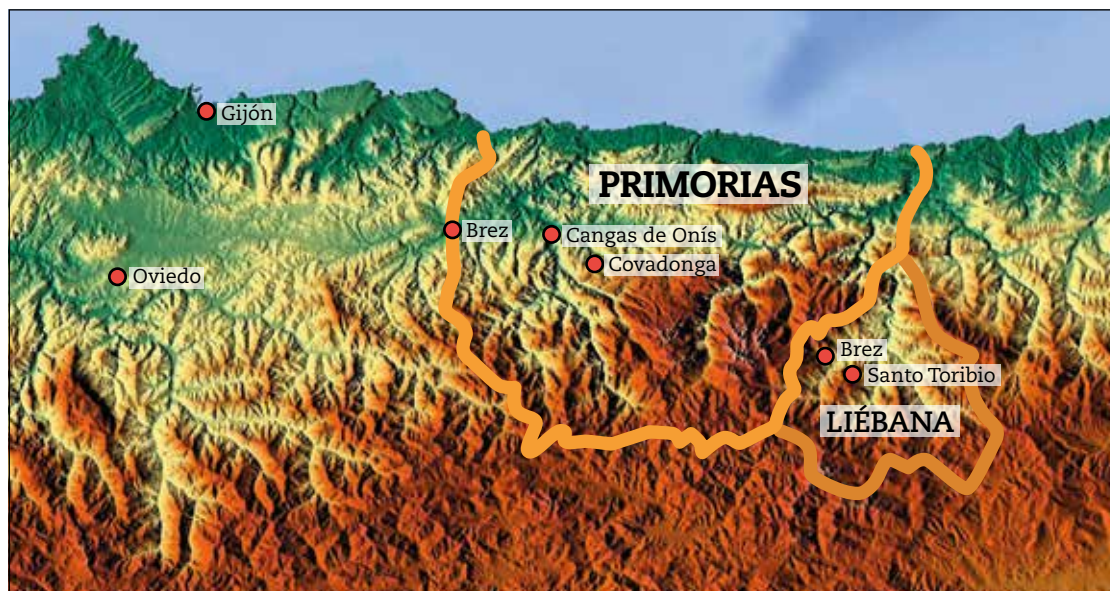 Gijón
PRIMORIAS
Brez
Cangas de Onís
Covadonga
Oviedo
Brez
Santo Toribio
LIÉBANA